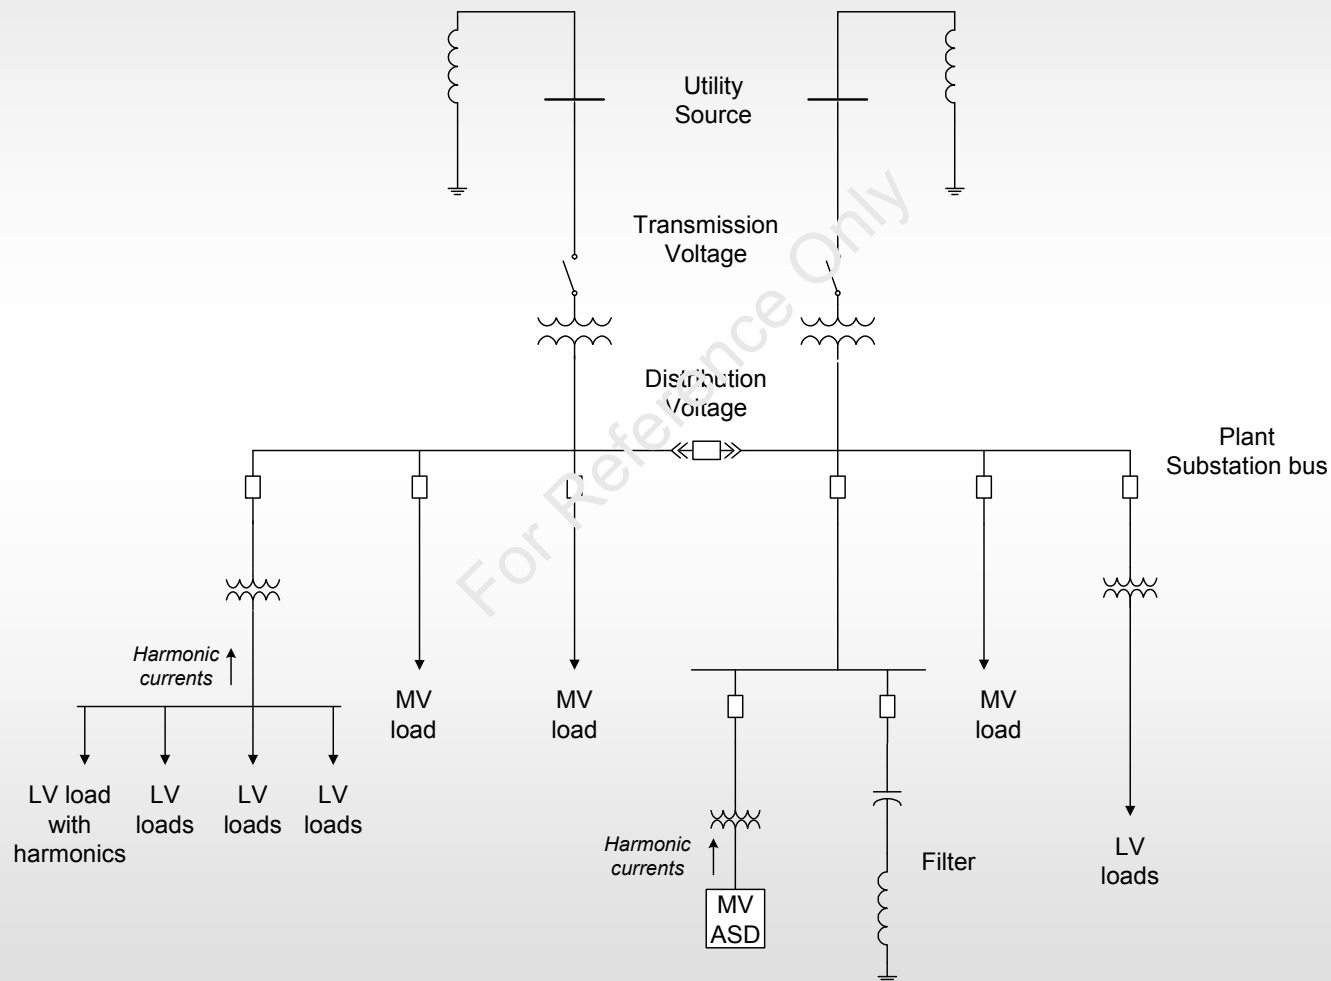 Utility
Source
Transmission
Voltage
Distribution
Voltage
Plant
Substation bus
For Reference Only
Harmonic
currents
MV
load
MV
load
MV
load
LV load
with
harmonics
LV
loads
LV
loads
LV
loads
Harmonic
currents
MV
ASD
Filter
LV
loads